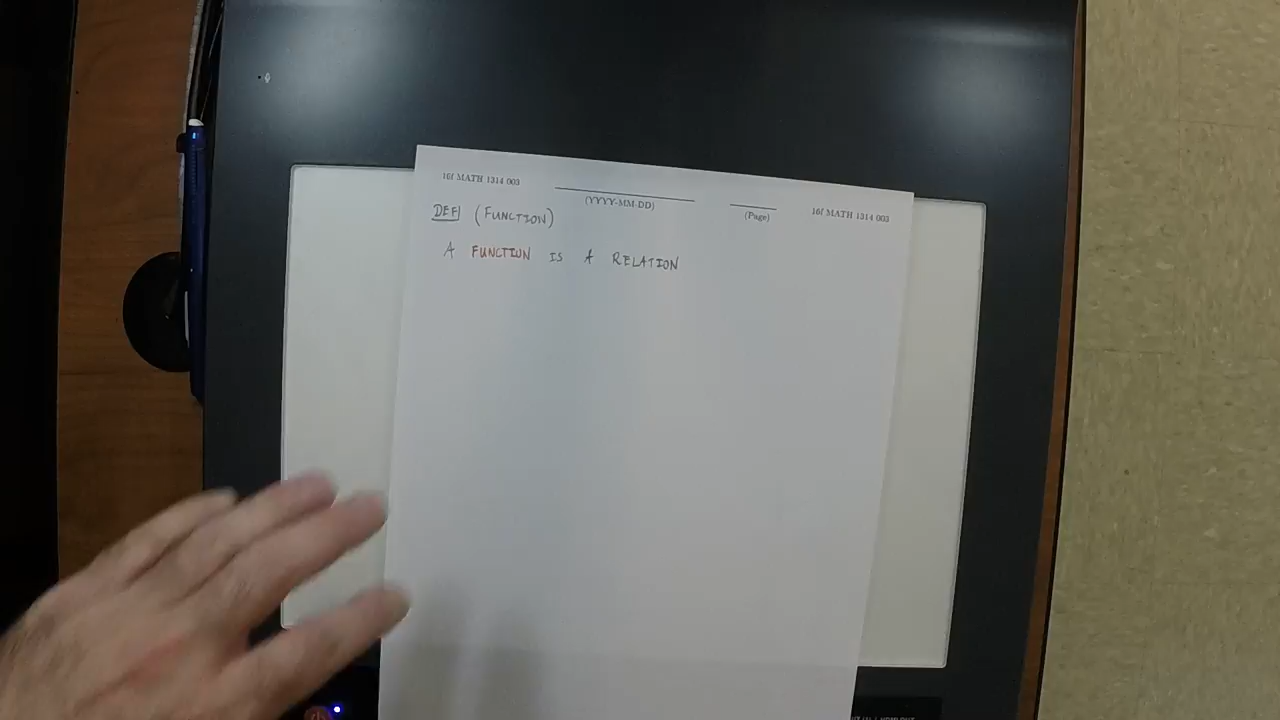 16f MATH 1314 003
(YYYY-MM-DD)
(Page)
16f MATH 1314 003
DEF (FUNCTION)
A FUNCTION IS A RELATION